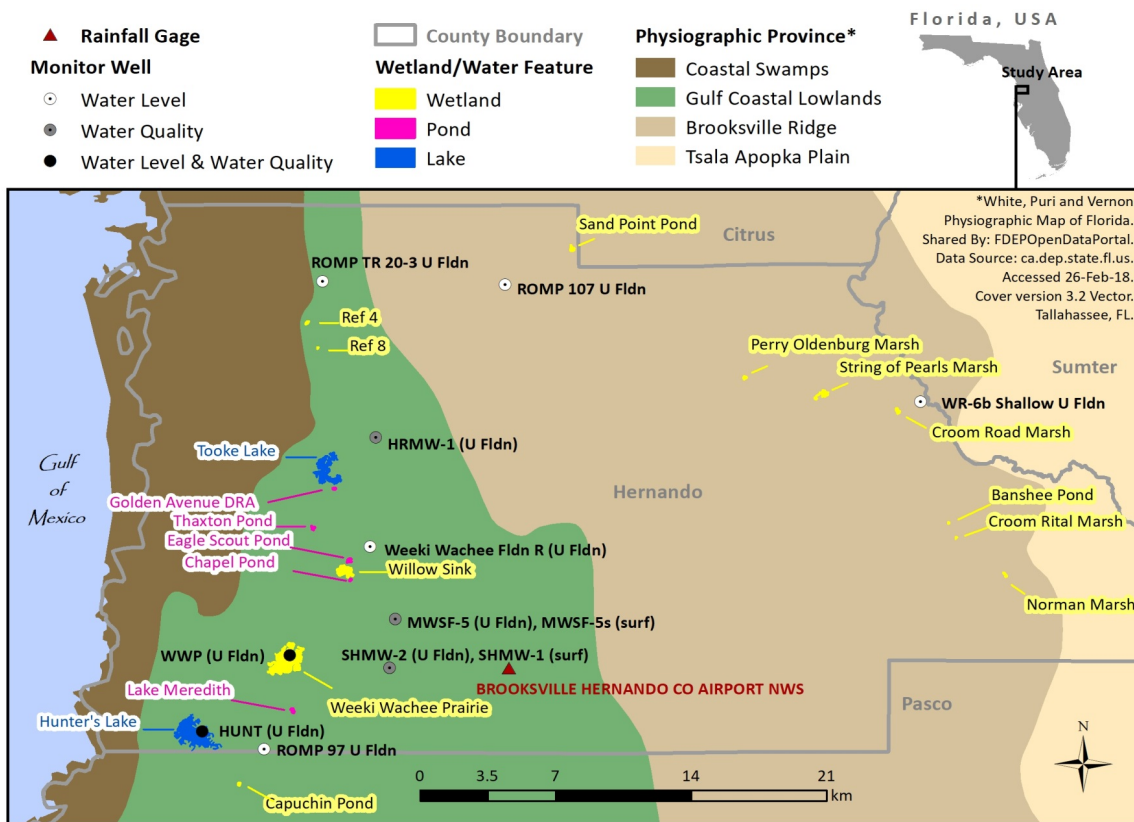 Florida, USA
Study Area
Rainfall Gage
Monitor Well
Water Level
Water Quality
Water Level & Water Quality
County Boundary
Wetland/Water Feature
Wetland
Pond
Lake
Physiographic Province*
Coastal Swamps
Gulf Coastal Lowlands
Brooksville Ridge
Tsala Apopka Plain
*White, Puri and Vernon
Physiographic Map of Florida.
Shared By: FDEPOpenDataPortal.
Data Source: ca.dep.state.fl.us.
Accessed 26-Feb-18.
Cover version 3.2 Vector.
Tallahassee, FL.
Sand Point Pond
Citrus
ROMP TR 20-3 U Fldn
ROMP 107 U Fldn
Ref 4
Ref 8
Perry Oldenburg Marsh
String of Pearls Marsh
Sumter
WR-6b Shallow U Fldn
Croom Road Marsh
HRMW-1 (U Fldn)
Tooke Lake
Gulf
of
Mexico
Golden Avenue DRA
Hernando
Banshee Pond
Thaxton Pond
Croom Rital Marsh
Eagle Scout Pond
Weeki Wachee Fldn R (U Fldn)
Chapel Pond
Willow Sink
Norman Marsh
MWSF-5 (U Fldn), MWSF-5s (surf)
WWP (U Fldn)
SHMW-2 (U Fldn), SHMW-1 (surf)
BROOKSVILLE HERNANDO CO AIRPORT NWS
Lake Meredith
Weeki Wachee Prairie
Pasco
Hunter's Lake
HUNT (U Fldn)
ROMP 97 U Fldn
N
Capuchin Pond
0 3.5 7 14 21
km